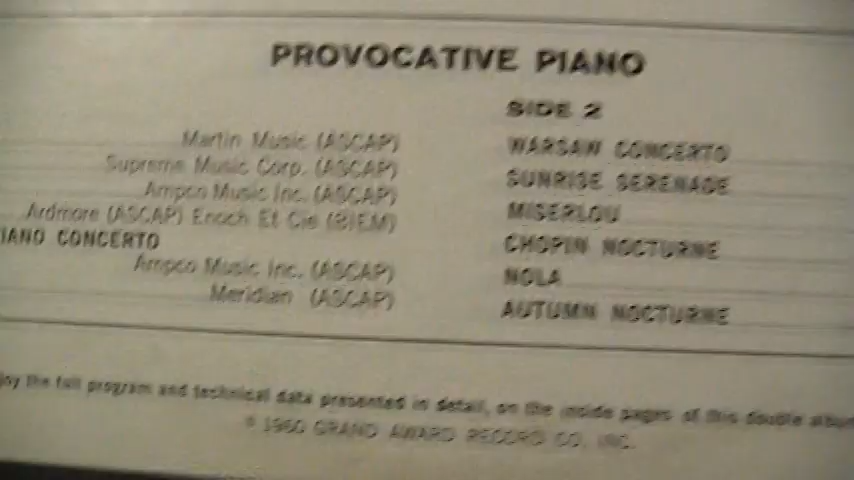 PROVOCATIVE PIANO
SIDE 2
Martin Music (ASCAP) WARSAW CONCERTO
Supreme Music Corp. (ASCAP) SUNRISE SERENADE
Ampco Music Inc. (ASCAP) MISERLOU
Ardmore (ASCAP) Enoch Et Cie (BIEM) CHOPIN NOCTURNE
IANO CONCERTO
Ampco Music Inc. (ASCAP) NOLA
Meridian (ASCAP) AUTUMN NOCTURNE
oy the full program and technical data presented in detail, on the inside pages of this double album
© 1960 GRAND AWARD RECORD CO. INC.